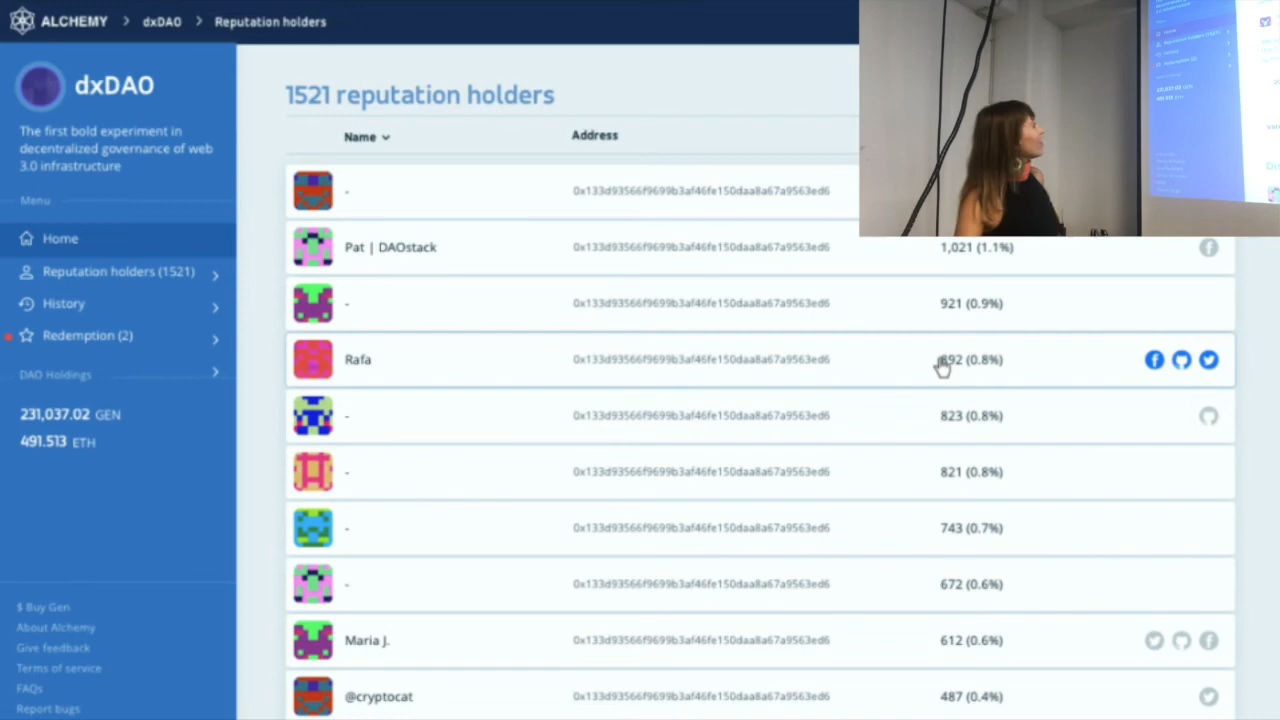 ALCHEMY > dxDAO > Reputation holders
dxDAO
The first bold experiment in
decentralized governance of web
3.0 infrastructure
Menu
Home
Reputation holders (1521)
History
Redemption (2)
DAO Holdings
231,037.02 GEN
491.513 ETH
$ Buy Gen
About Alchemy
Give feedback
Terms of service
FAQs
Report bugs
1521 reputation holders
Name Address
- 0x133d93566f9699b3af46fe150daa8a67a9563ed6
Pat | DAOstack 0x133d93566f9699b3af46fe150daa8a67a9563ed6 1,021 (1.1%)
- 0x133d93566f9699b3af46fe150daa8a67a9563ed6 921 (0.9%)
Rafa 0x133d93566f9699b3af46fe150daa8a67a9563ed6 892 (0.8%)
- 0x133d93566f9699b3af46fe150daa8a67a9563ed6 823 (0.8%)
- 0x133d93566f9699b3af46fe150daa8a67a9563ed6 821 (0.8%)
- 0x133d93566f9699b3af46fe150daa8a67a9563ed6 743 (0.7%)
- 0x133d93566f9699b3af46fe150daa8a67a9563ed6 672 (0.6%)
Maria J. 0x133d93566f9699b3af46fe150daa8a67a9563ed6 612 (0.6%)
@cryptocat 0x133d93566f9699b3af46fe150daa8a67a9563ed6 487 (0.4%)